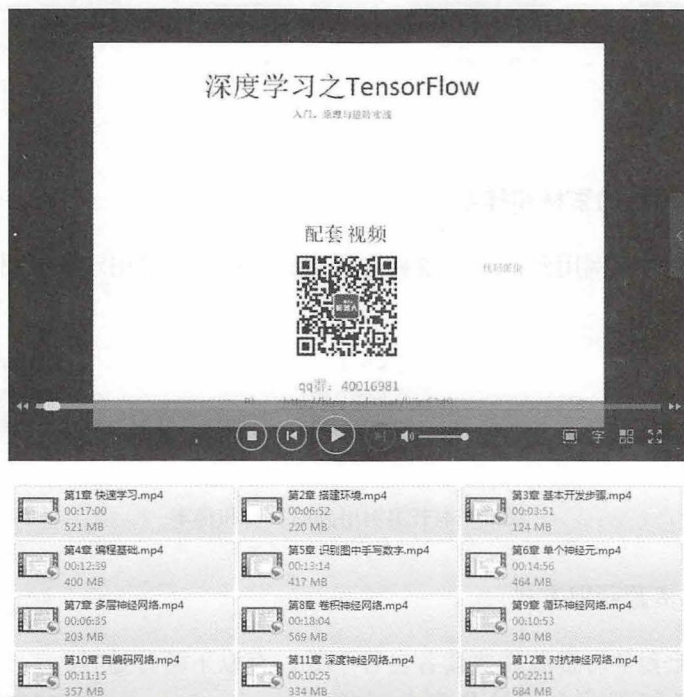 深度学习之TensorFlow
入门、原理与进阶实战
配套 视频
qq群：40016981
字
第1章 快速学习.mp4
00:17:00
521 MB
第2章 搭建环境.mp4
00:06:52
220 MB
第3章 基本开发步骤.mp4
00:03:51
124 MB
第4章 编程基础.mp4
00:12:39
400 MB
第5章 识别图中手写数字.mp4
00:13:14
417 MB
第6章 单个神经元.mp4
00:14:56
464 MB
第7章 多层神经网络.mp4
00:06:35
203 MB
第8章 卷积神经网络.mp4
00:18:04
569 MB
第9章 循环神经网络.mp4
00:10:53
340 MB
第10章 自编码网络.mp4
00:11:15
357 MB
第11章 深度神经网络.mp4
00:10:25
334 MB
第12章 对抗神经网络.mp4
00:22:11
684 MB